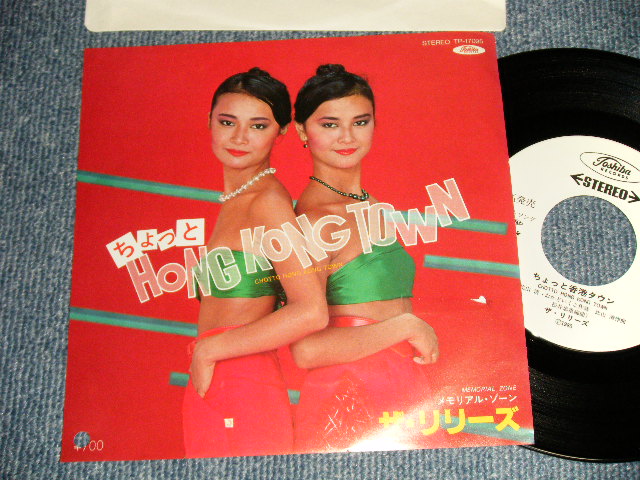 STEREO TP-17095
Toshiba
ちょっと
HONG KONG TOWN
CHOTTO HONG KONG TOWN
MEMORIAL ZONE
メモリアル・ゾーン
ザ・リリーズ
¥700
Toshiba
RECORDS
STEREO
ちょっと香港タウン
CHOTTO HONG KONG TOWN
ザ・リリーズ